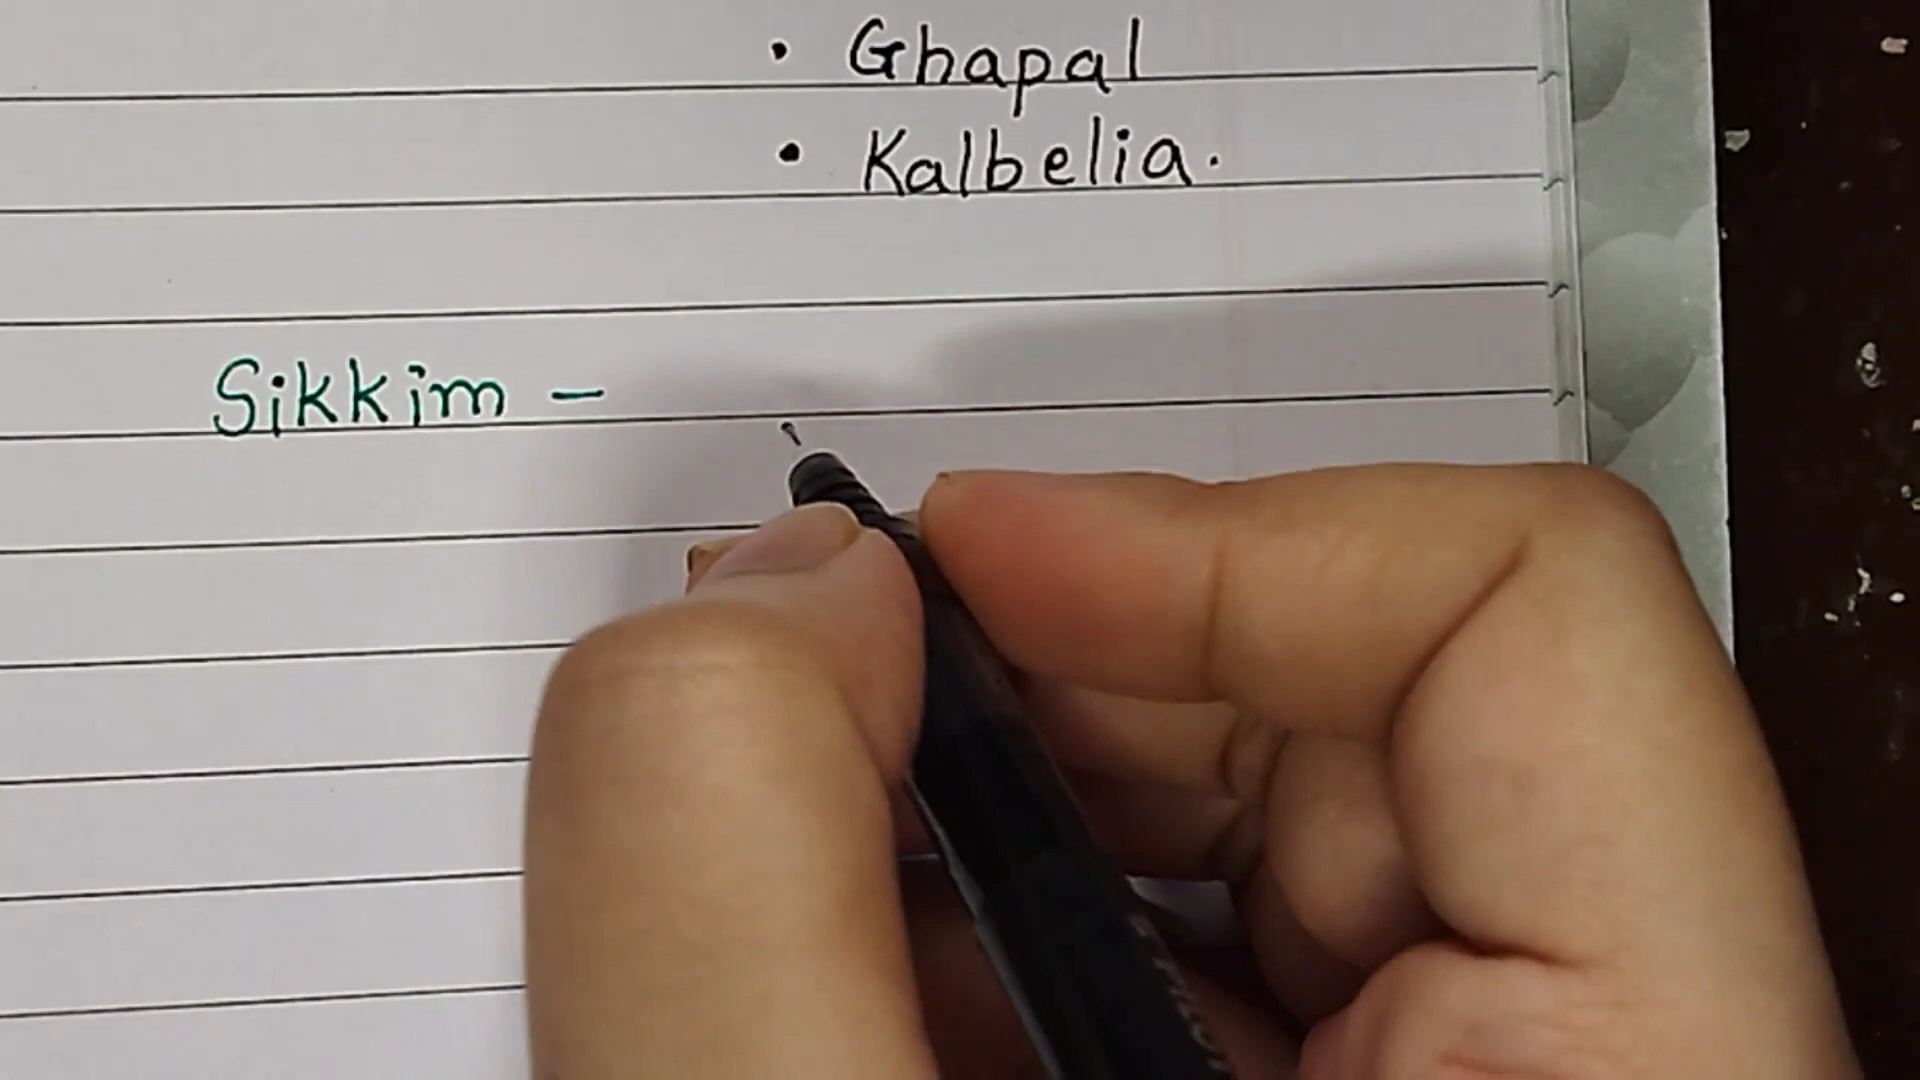 • Ghapal
• Kalbelia.
Sikkim -